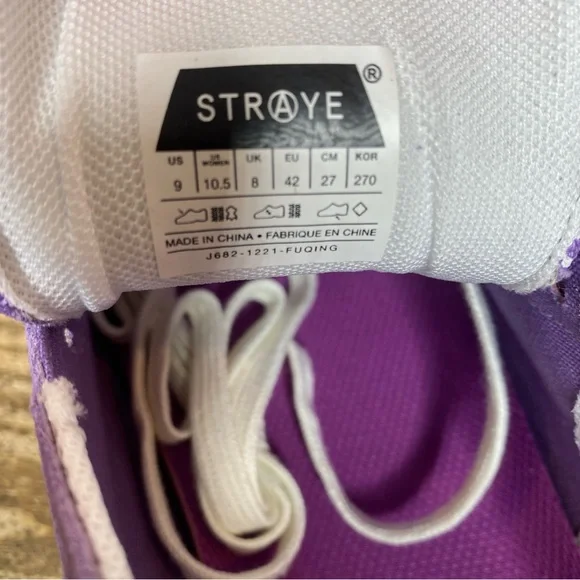 STRAYE®
US US WOMEN UK EU CM KOR
9 10.5 8 42 27 270
MADE IN CHINA • FABRIQUE EN CHINE
J682-1221-FUQING